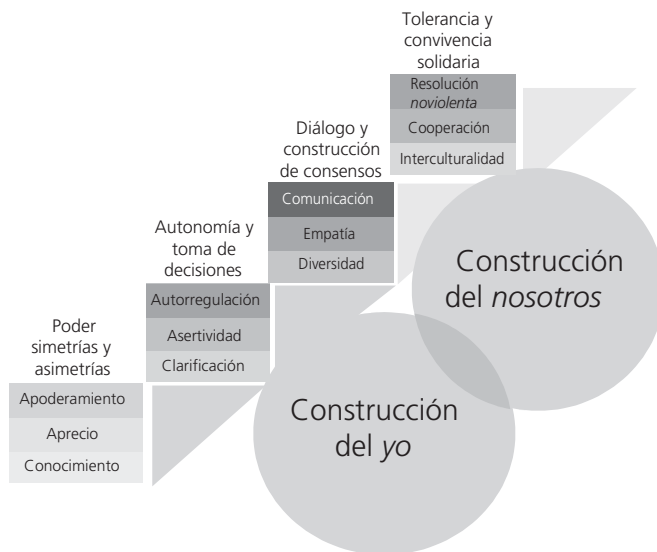 Tolerancia y
convivencia
solidaria
Resolución
noviolenta
Cooperación
Interculturalidad
Diálogo y
construcción
de consensos
Comunicación
Empatía
Diversidad
Autonomía y
toma de
decisiones
Autorregulación
Asertividad
Clarificación
Poder
simetrías y
asimetrías
Apoderamiento
Aprecio
Conocimiento
Construcción
del nosotros
Construcción
del yo